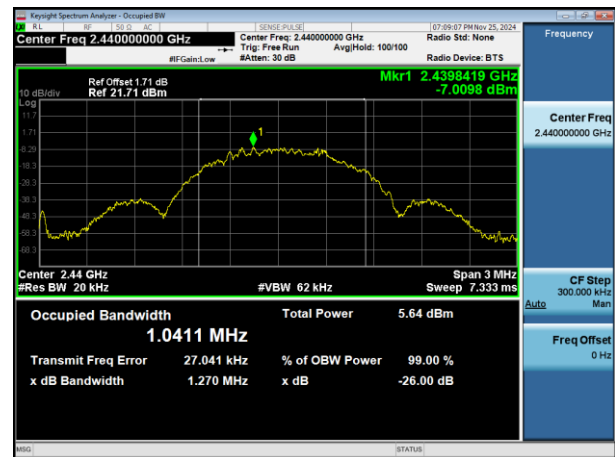 Keysight Spectrum Analyzer - Occupied BW
RL RF 50 Ω AC SENSE:PULSE 07:09:07 PM Nov 25, 2024
Center Freq 2.440000000 GHz Center Freq: 2.440000000 GHz Radio Std: None
Trig: Free Run Avg|Hold: 100/100
#IFGain:Low #Atten: 30 dB Radio Device: BTS
Frequency
Ref Offset 1.71 dB Mkr1 2.4398419 GHz
10 dB/div Ref 21.71 dBm -7.0098 dBm
Log
11.7
1.71
-8.29
-18.3
-28.3
-38.3
-48.3
-58.3
-68.3
1
Center 2.44 GHz Span 3 MHz
#Res BW 20 kHz #VBW 62 kHz Sweep 7.333 ms
Occupied Bandwidth Total Power 5.64 dBm
1.0411 MHz
Transmit Freq Error 27.041 kHz % of OBW Power 99.00 %
x dB Bandwidth 1.270 MHz x dB -26.00 dB
Center Freq
2.440000000 GHz
CF Step
300.000 kHz
Auto Man
Freq Offset
0 Hz
MSG STATUS